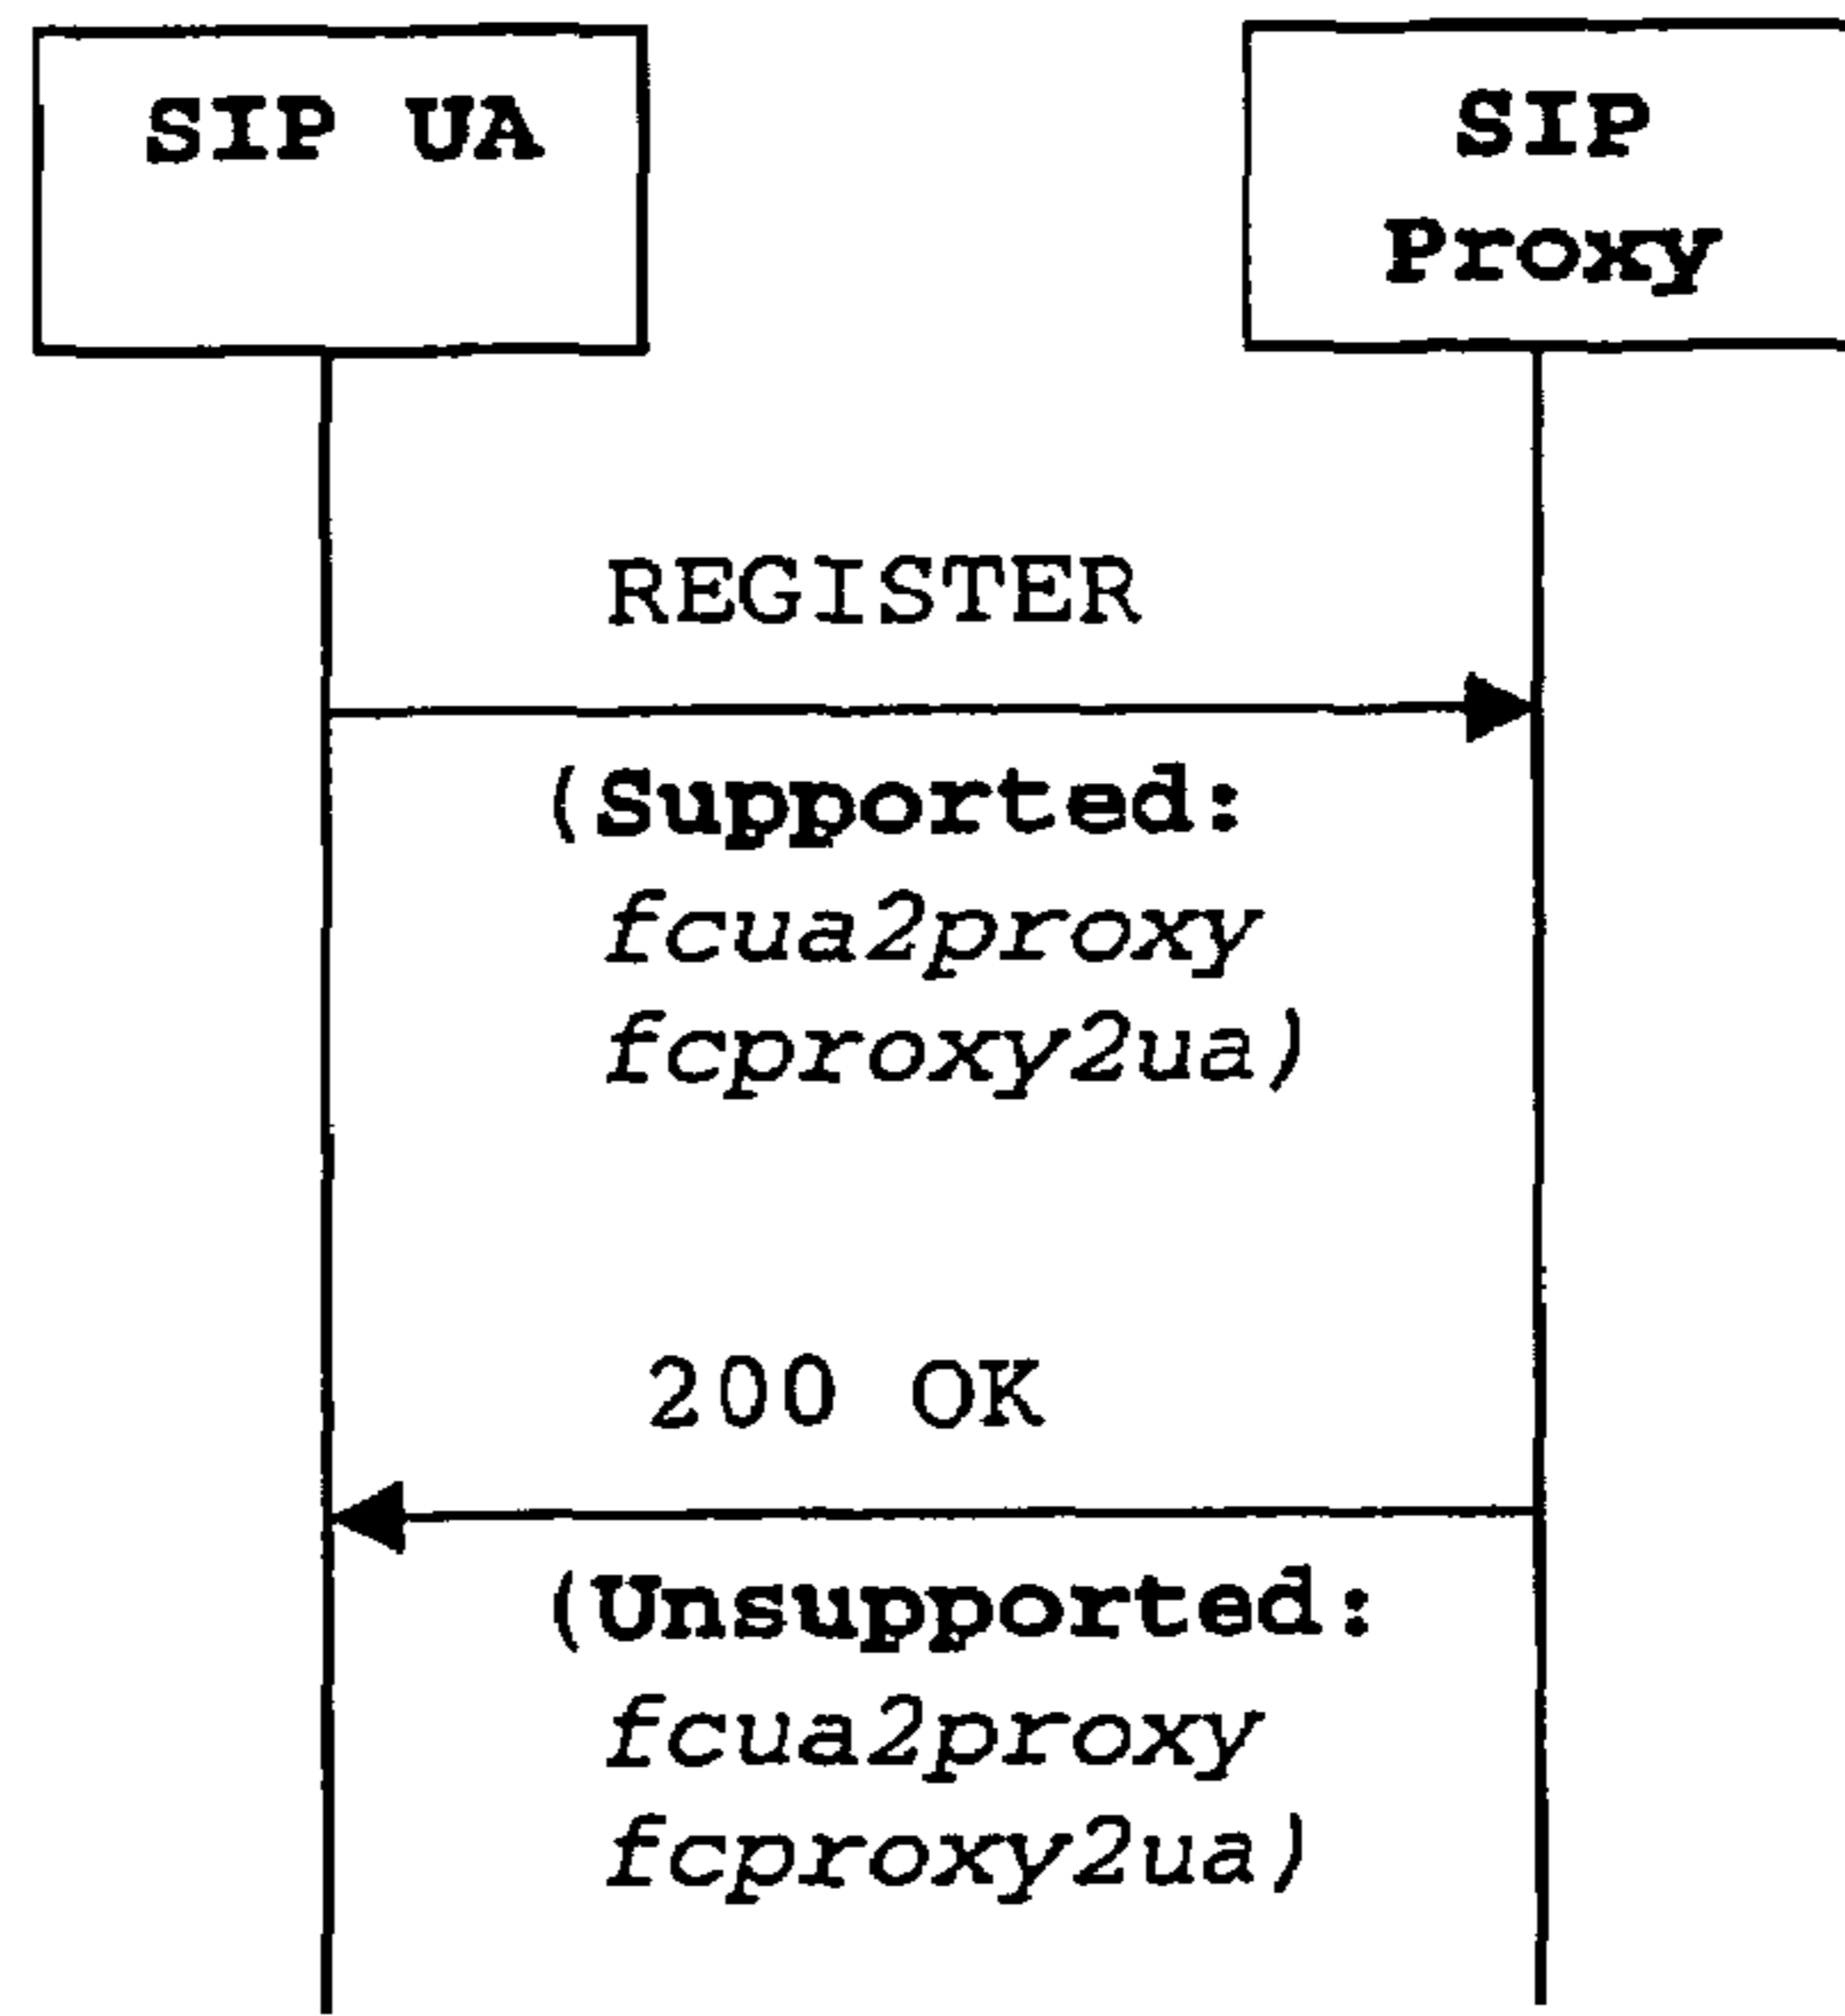 SIP UA
SIP
Proxy
REGISTER
(Supported:
fcua2proxy
fcproxy2ua)
200 OK
(Unsupported:
fcua2proxy
fcproxy2ua)